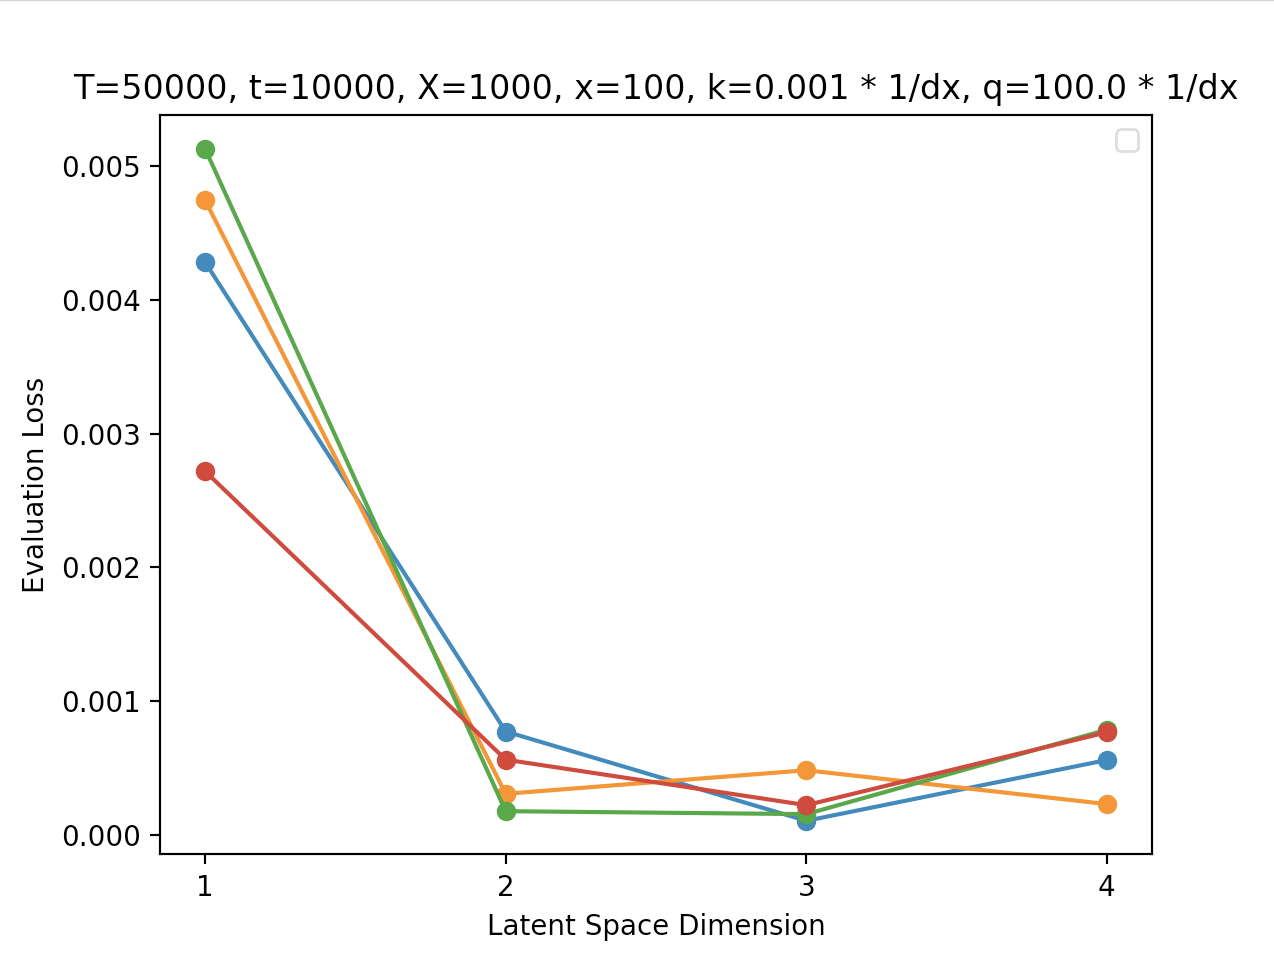 T=50000, t=10000, X=1000, x=100, k=0.001 * 1/dx, q=100.0 * 1/dx
0.005
0.004
0.003
0.002
0.001
0.000
Evaluation Loss
1 2 3 4
Latent Space Dimension